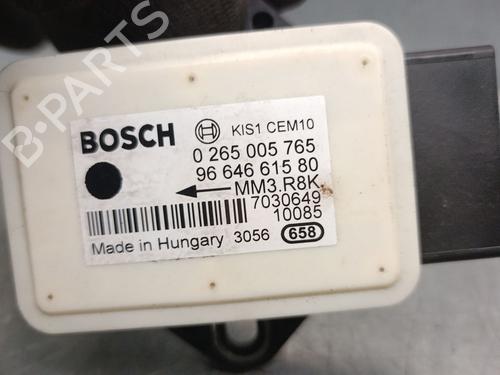 BOSCH KIS1 CEM10
0 265 005 765
96 646 615 80
MM3.R8K
7030649
10085
Made in Hungary 3056 658